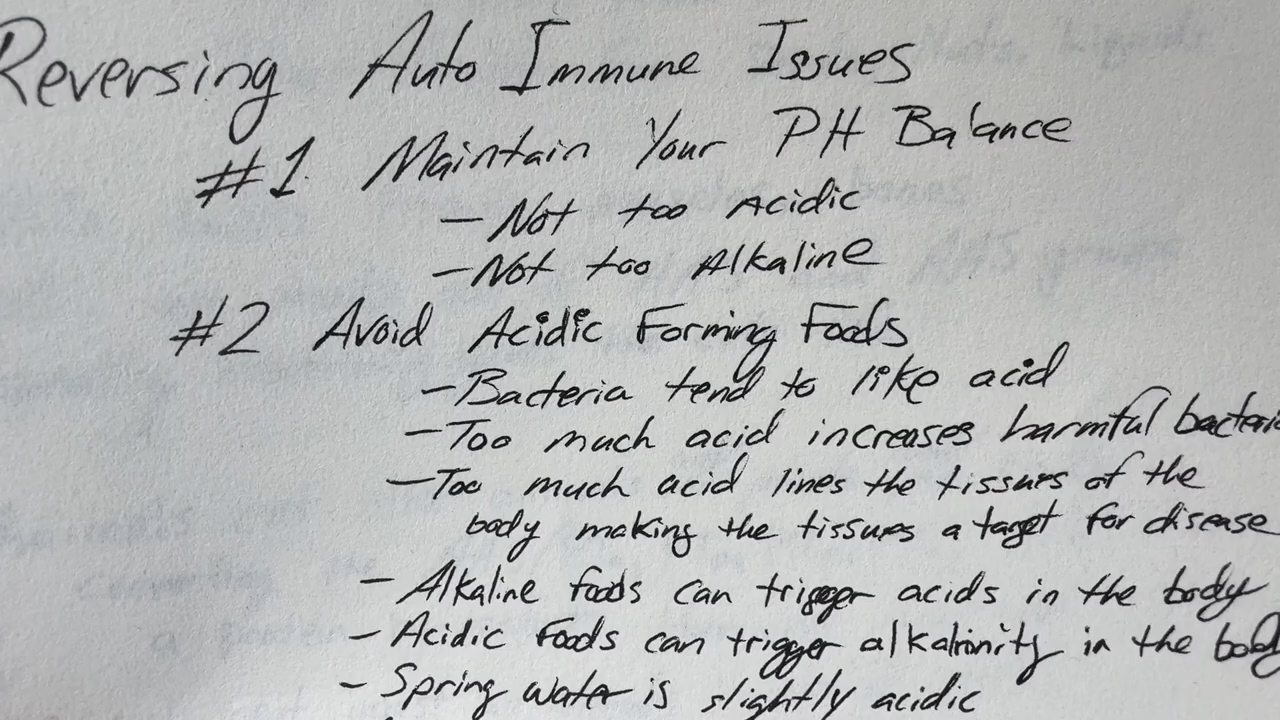 Reversing Auto Immune Issues
#1 Maintain Your PH Balance
- Not too Acidic
- Not too Alkaline
#2 Avoid Acidic Forming Foods
- Bacteria tend to like acid
- Too much acid increases harmful bacteria
- Too much acid lines the tissues of the
body making the tissues a target for disease
- Alkaline foods can trigger acids in the body
- Acidic Foods can trigger alkalinity in the body
- Spring water is slightly acidic